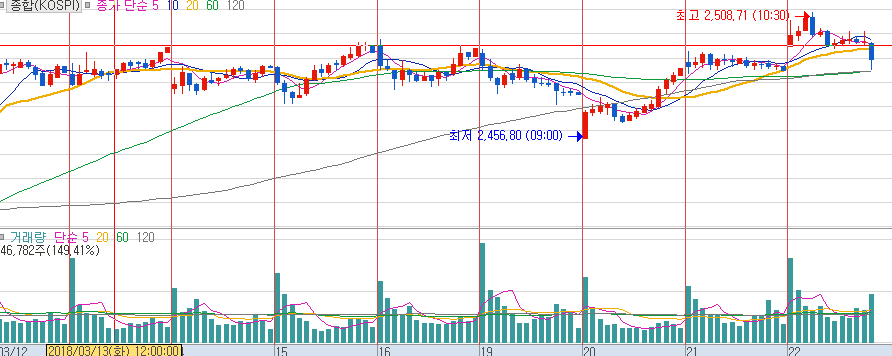 종합(KOSPI) 종가 단순 5 10 20 60 120
최고 2,508,71 (10:30)
최저 2,456,80 (09:00)
거래량 단순 5 20 60 120
46,782주(149,41%)
03/12 2018/03/13(화) 12:00:00 15 16 19 20 21 22